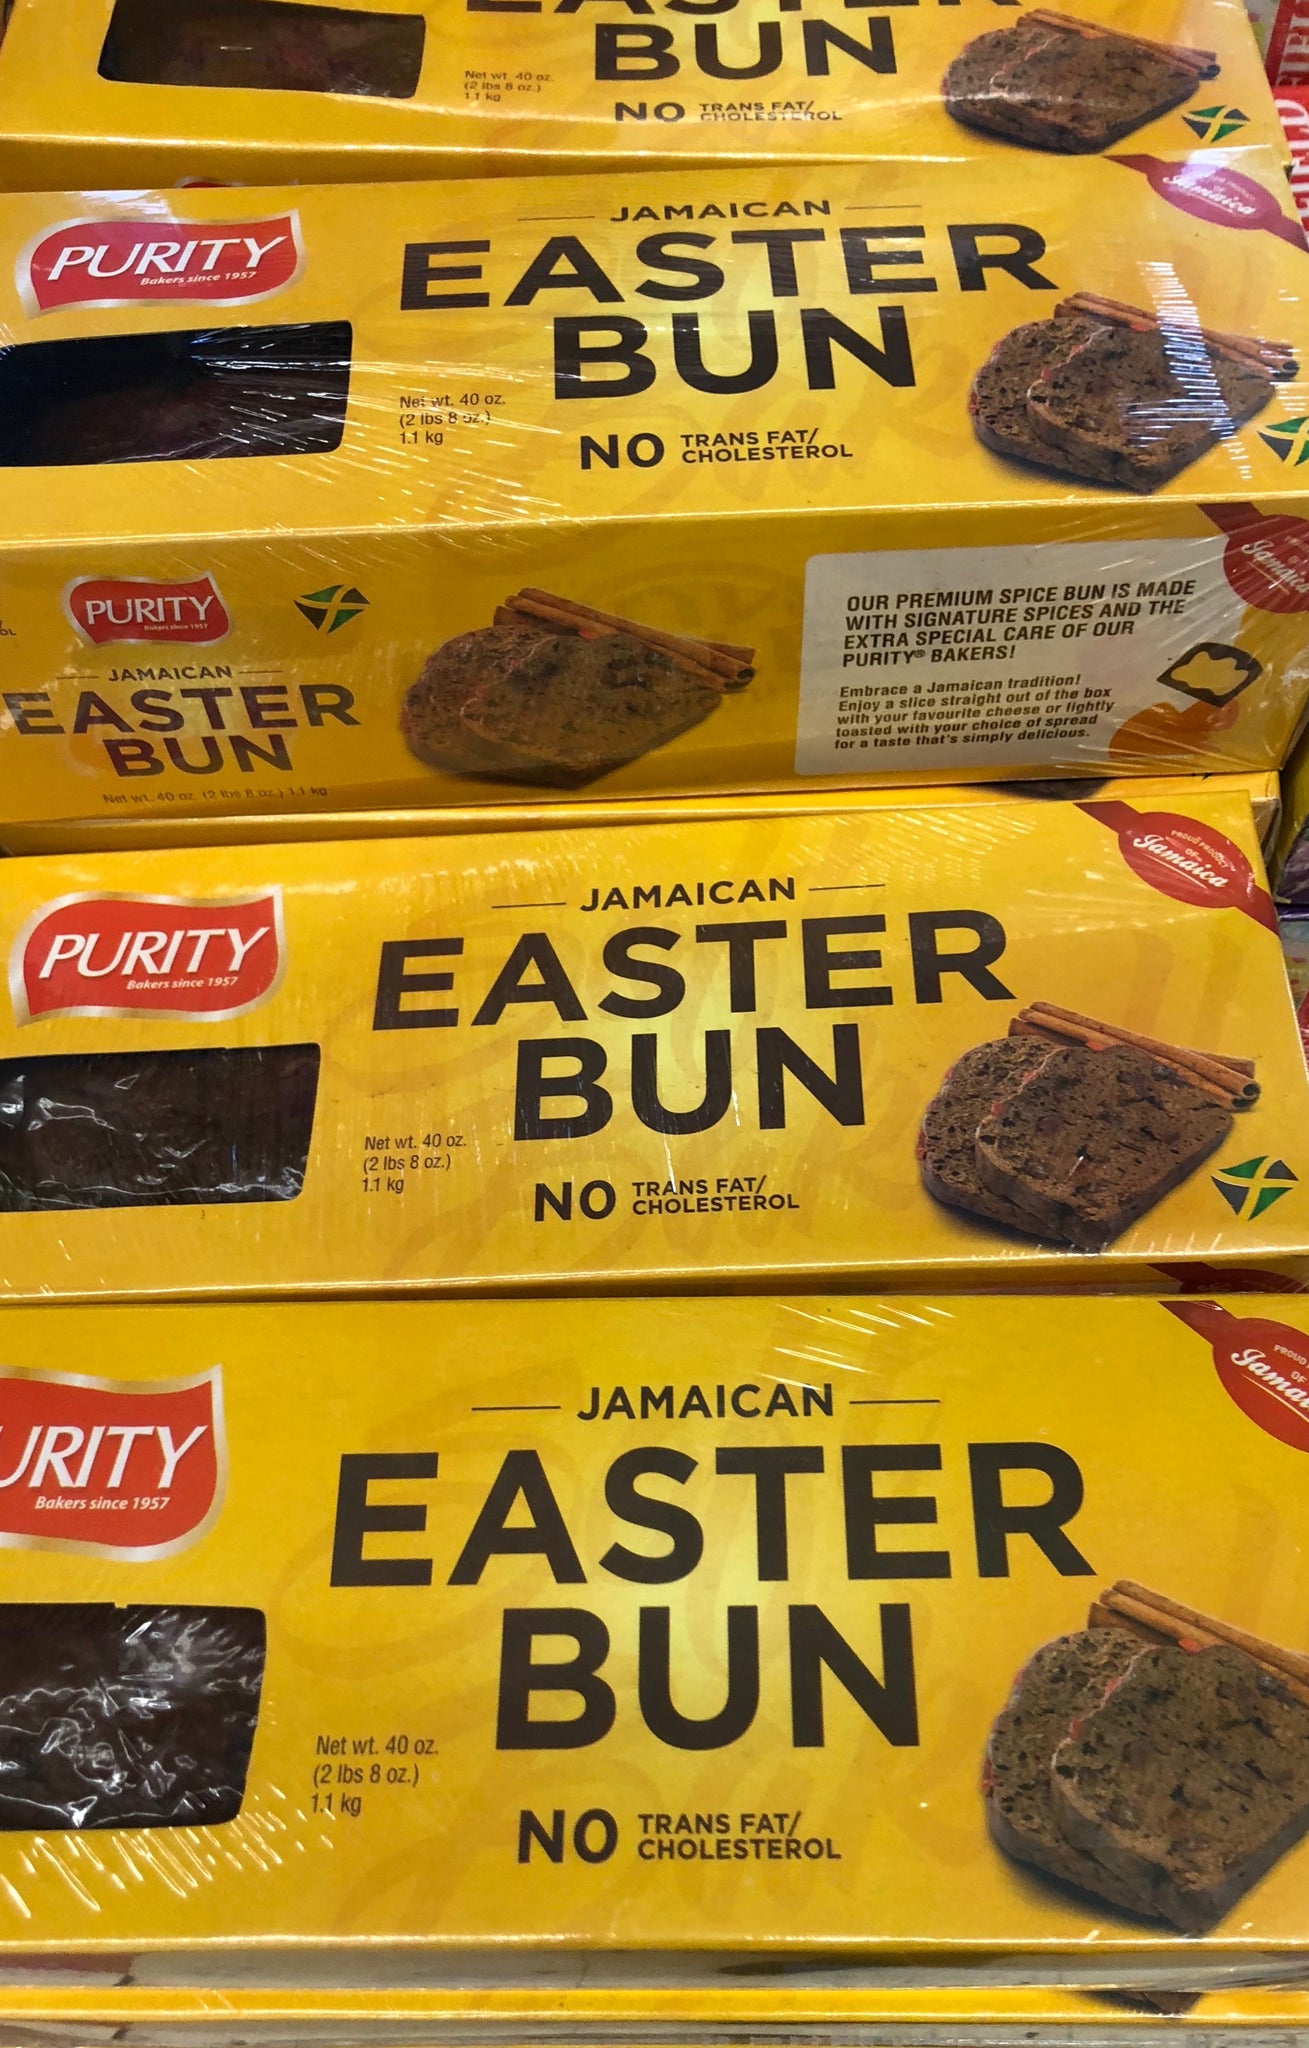 BUN
Net wt. 40 oz.
(2 lbs 8 oz.)
1.1 kg
NO TRANS FAT/
CHOLESTEROL
PURITY
Bakers since 1957
JAMAICAN
EASTER
BUN
Net wt. 40 oz.
(2 lbs 8 oz.)
1.1 kg
NO TRANS FAT/
CHOLESTEROL
Jamaica
PURITY
Bakers since 1957
JAMAICAN
EASTER
BUN
Net wt. 40 oz. (2 lbs 8 oz.) 1.1 kg
OUR PREMIUM SPICE BUN IS MADE
WITH SIGNATURE SPICES AND THE
EXTRA SPECIAL CARE OF OUR
PURITY® BAKERS!
Embrace a Jamaican tradition!
Enjoy a slice straight out of the box
with your favourite cheese or lightly
toasted with your choice of spread
for a taste that's simply delicious.
PURITY
Bakers since 1957
JAMAICAN
EASTER
BUN
Net wt. 40 oz.
(2 lbs 8 oz.)
1.1 kg
NO TRANS FAT/
CHOLESTEROL
PROUD PRODUCT
OF
Jamaica
URITY
Bakers since 1957
JAMAICAN
EASTER
BUN
Net wt. 40 oz.
(2 lbs 8 oz.)
1.1 kg
NO TRANS FAT/
CHOLESTEROL
PROUD
OF